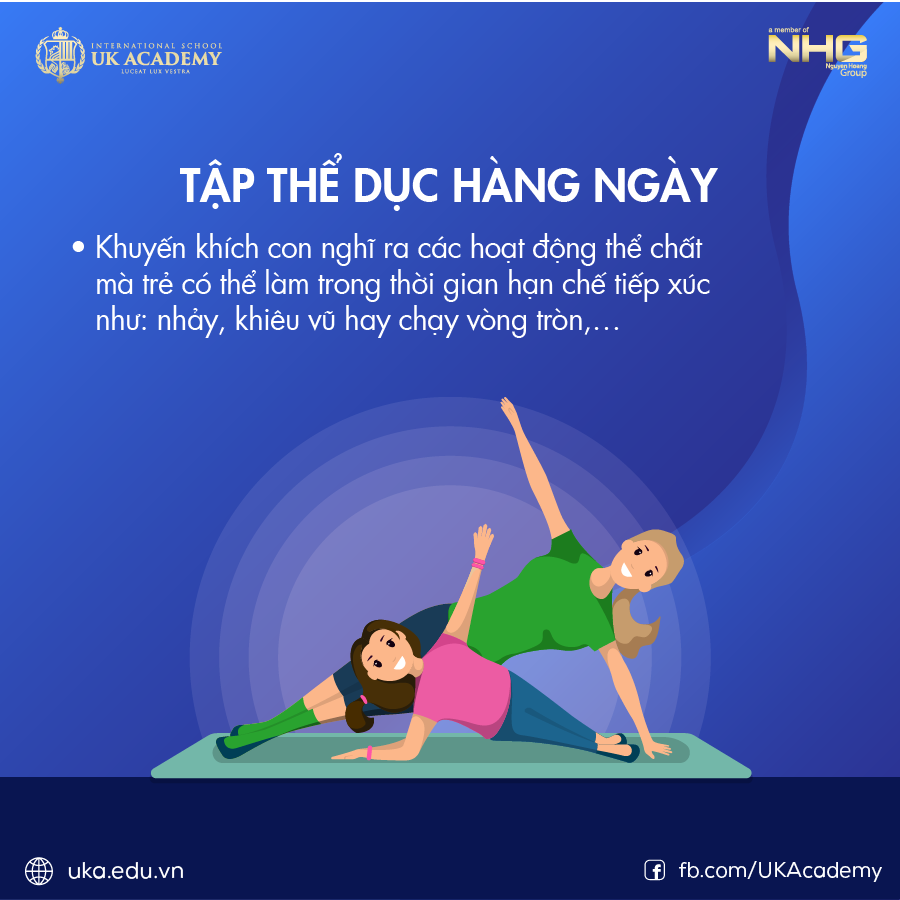 INTERNATIONAL SCHOOL
UK ACADEMY
LUCEAT LUX VESTRA
a member of
NHG
Nguyen Hoang
Group
TẬP THỂ DỤC HÀNG NGÀY
• Khuyến khích con nghĩ ra các hoạt động thể chất
mà trẻ có thể làm trong thời gian hạn chế tiếp xúc
như: nhảy, khiêu vũ hay chạy vòng tròn,...
uka.edu.vn
fb.com/UKAcademy